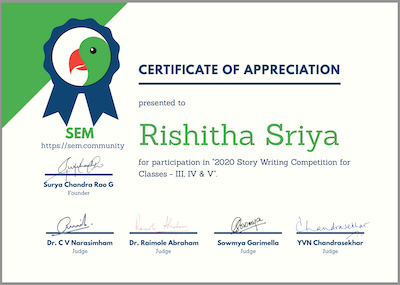 CERTIFICATE OF APPRECIATION
presented to
Rishitha Sriya
for participation in "2020 Story Writing Competition for
Classes - III, IV & V".
SEM
https://sem.community
Surya Chandra Rao G
Founder
Sowmya
Chandrasekhar
Dr. C V Narasimham
Judge
Dr. Raimole Abraham
Judge
Sowmya Garimella
Judge
YVN Chandrasekhar
Judge